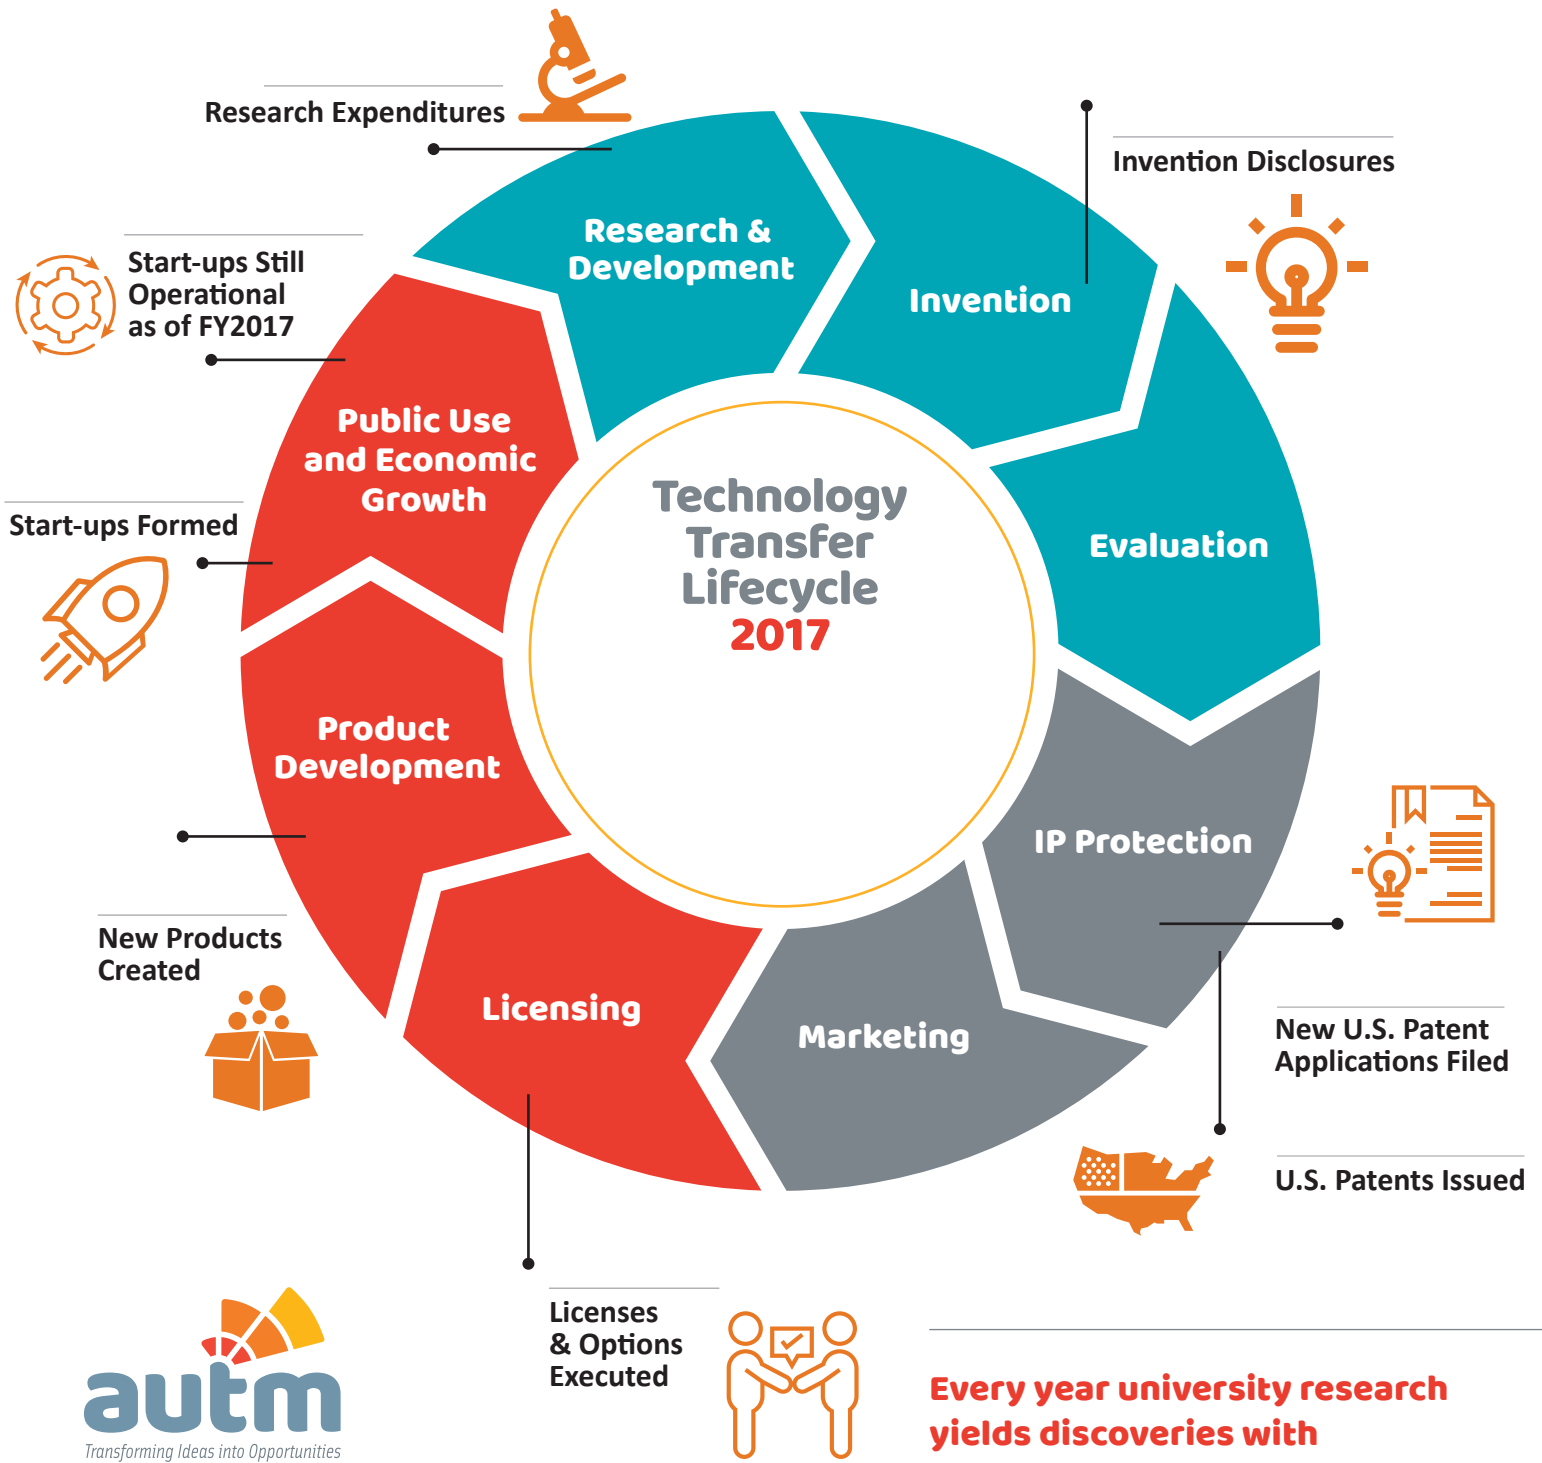 Research Expenditures
Invention Disclosures
Research &
Development
Start-ups Still
Operational
as of FY2017
Invention
Public Use
and Economic
Growth
Technology
Transfer
Lifecycle
2017
Start-ups Formed
Evaluation
Product
Development
IP Protection
New Products
Created
Licensing
Marketing
New U.S. Patent
Applications Filed
U.S. Patents Issued
Licenses
& Options
Executed
autm
Transforming Ideas into Opportunities
Every year university research
yields discoveries with